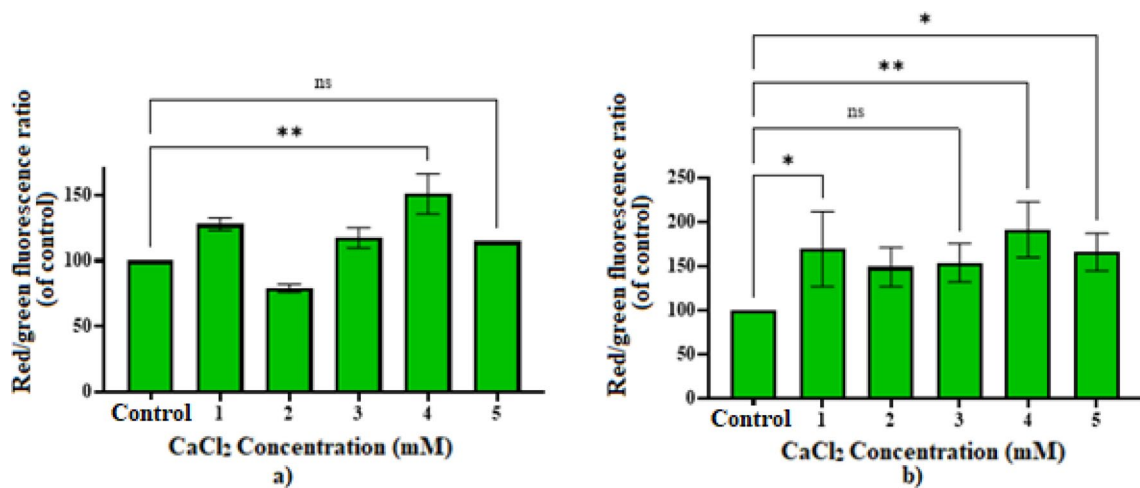 ns
**
Red/green fluorescence ratio
(of control)
150
100
50
0
Control 1 2 3 4 5
CaCl₂ Concentration (mM)
a)
*
**
ns
*
Red/green fluorescence ratio
(of control)
250
200
150
100
50
0
Control 1 2 3 4 5
CaCl₂ Concentration (mM)
b)